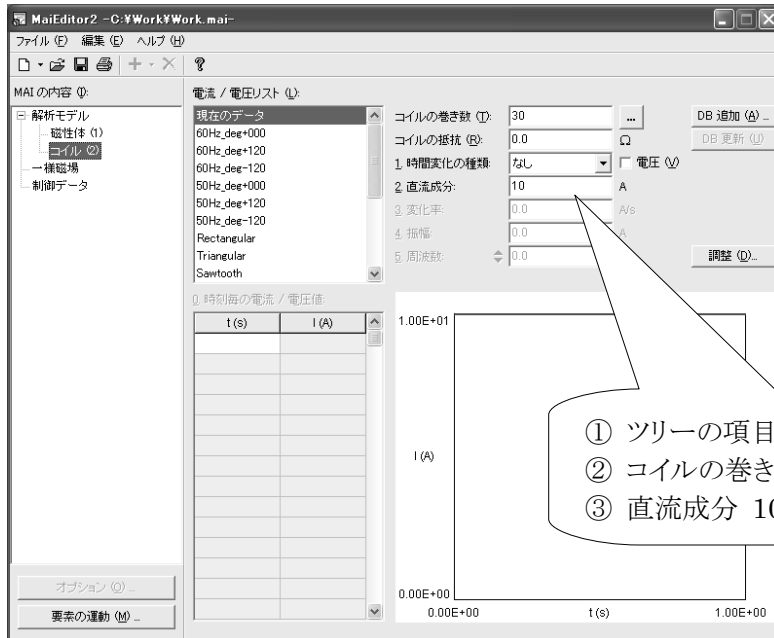 MaiEditor2 -C:¥Work¥Work.mai-
ファイル (F) 編集 (E) ヘルプ (H)
MAI の内容 (I):
解析モデル
磁性体 (1)
コイル (2)
一様磁場
制御データ
オプション (O) ...
要素の運動 (M) ...
電流 / 電圧リスト (L):
現在のデータ
60Hz_deg+000
60Hz_deg+120
60Hz_deg-120
50Hz_deg+000
50Hz_deg+120
50Hz_deg-120
Rectangular
Triangular
Sawtooth
コイルの巻き数 (T): 30 ... DB 追加 (A) ...
コイルの抵抗 (R): 0.0 Ω DB 更新 (U)
1. 時間変化の種類: なし 電圧 (V)
2. 直流成分: 10 A
3. 変化率: 0.0 A/s
4. 振幅: 0.0 A
5. 周波数: 0.0 調整 (D)...
0. 時刻毎の電流 / 電圧値:
t (s) I (A)
1.00E+01
I (A)
0.00E+00
0.00E+00 t (s) 1.00E+00
① ツリーの項目
② コイルの巻き
③ 直流成分 10